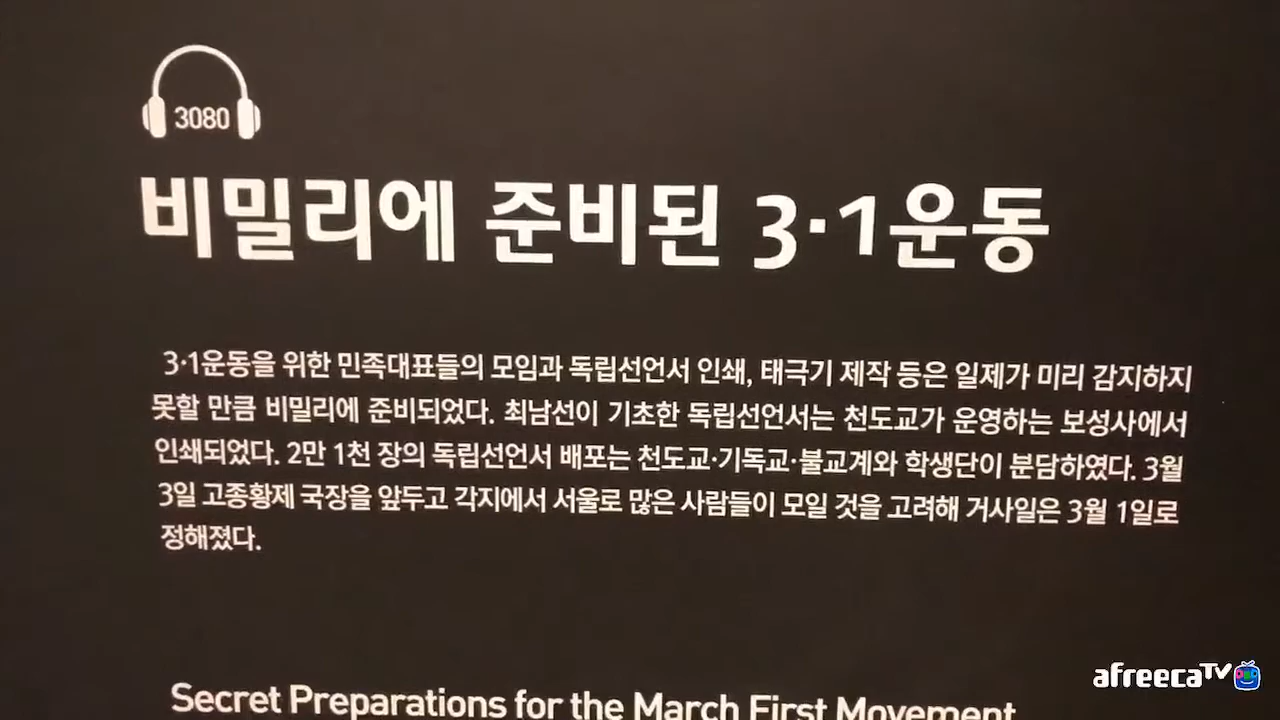 3080
비밀리에 준비된 3·1운동
3·1운동을 위한 민족대표들의 모임과 독립선언서 인쇄, 태극기 제작 등은 일제가 미리 감지하지
못할 만큼 비밀리에 준비되었다. 최남선이 기초한 독립선언서는 천도교가 운영하는 보성사에서
인쇄되었다. 2만 1천 장의 독립선언서 배포는 천도교·기독교·불교계와 학생단이 분담하였다. 3월
3일 고종황제 국장을 앞두고 각지에서 서울로 많은 사람들이 모일 것을 고려해 거사일은 3월 1일로
정해졌다.
Secret Preparations for the March First Movement
afreecaTV